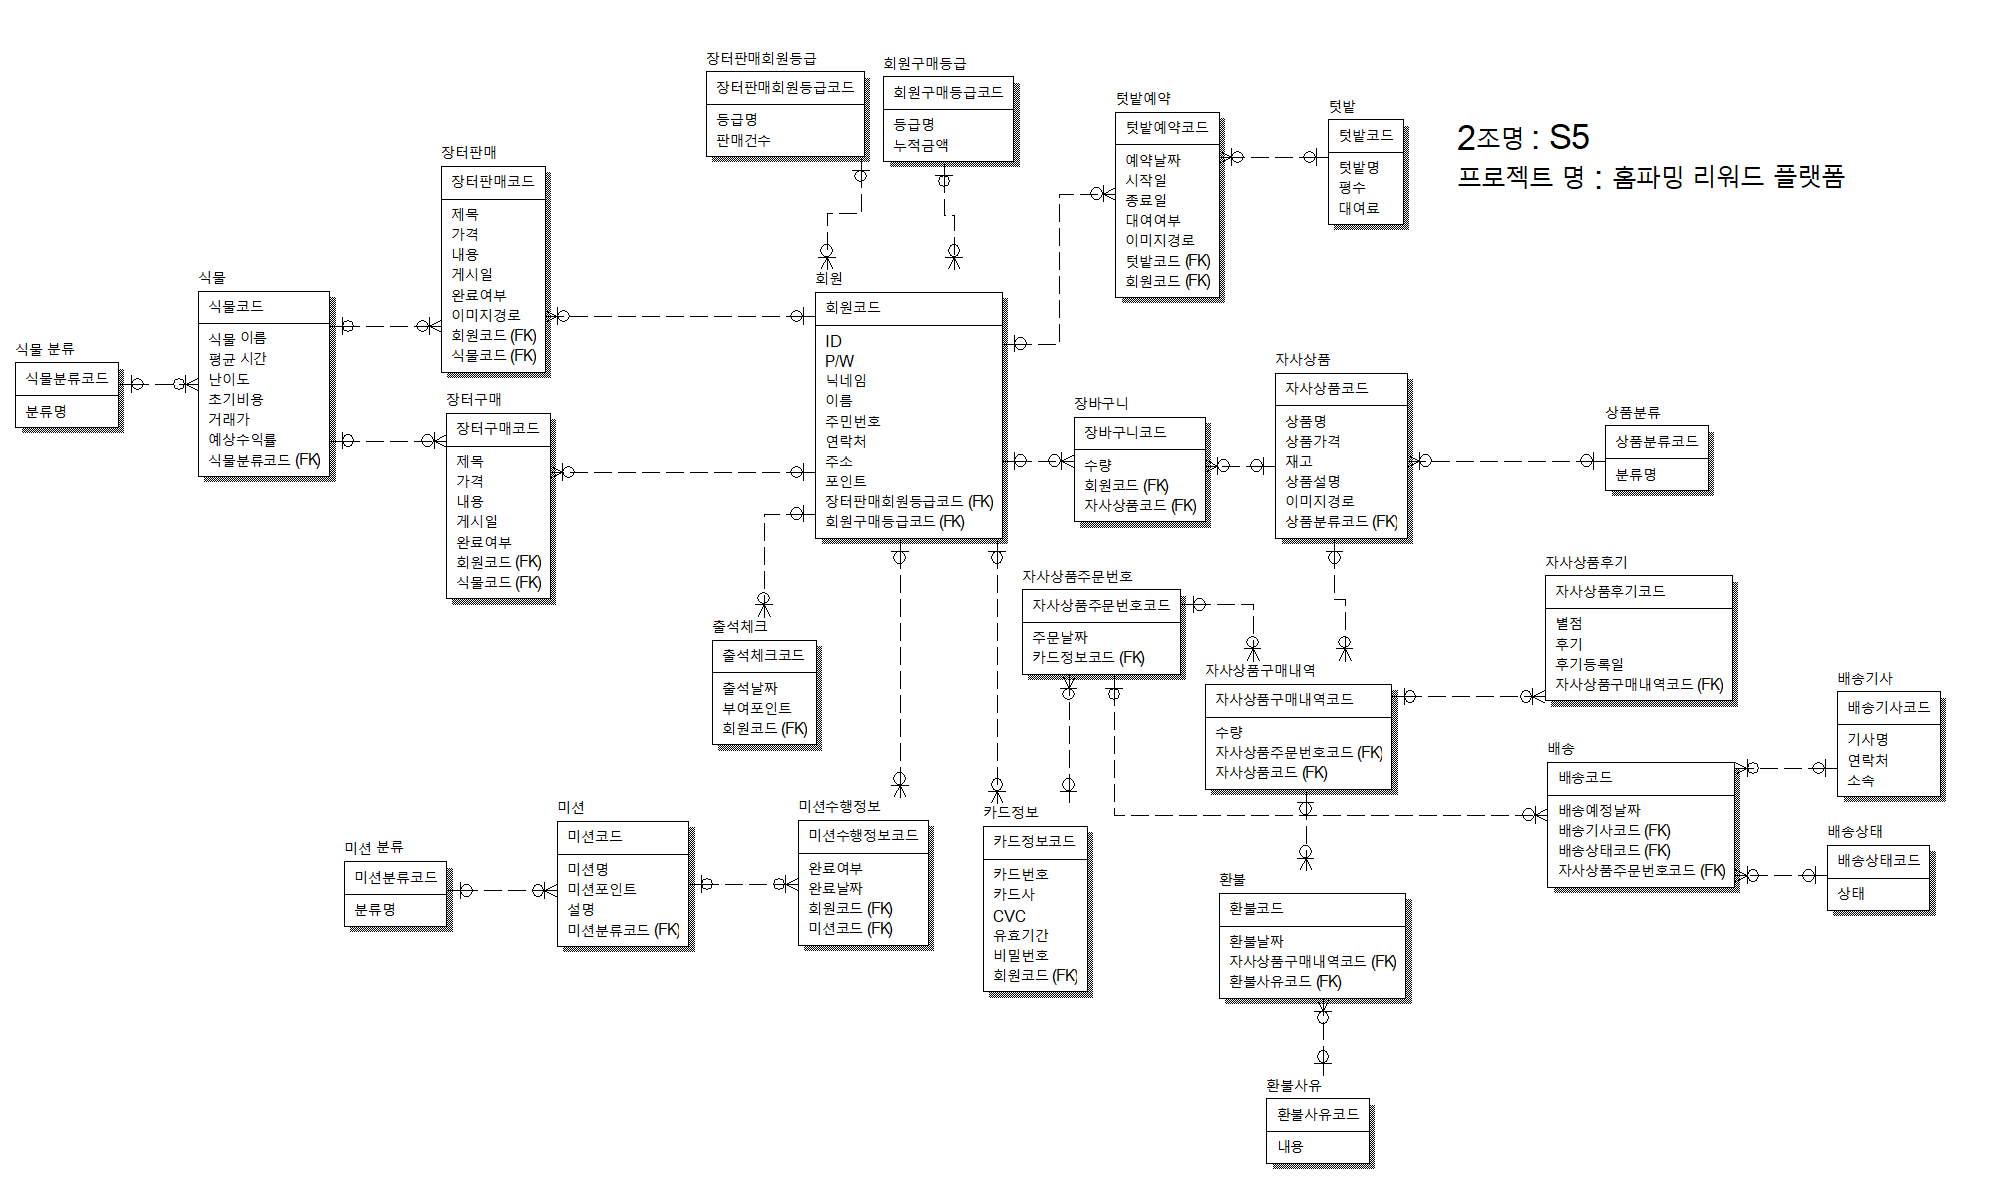 2조명 : S5
프로젝트 명 : 홈파밍 리워드 플랫폼
장터판매회원등급
장터판매회원등급코드
등급명
판매건수
회원구매등급
회원구매등급코드
등급명
누적금액
텃밭예약
텃밭예약코드
예약날짜
시작일
종료일
대여여부
이미지경로
텃밭코드 (FK)
회원코드 (FK)
텃밭
텃밭코드
텃밭명
평수
대여료
장터판매
장터판매코드
제목
가격
내용
게시일
완료여부
이미지경로
회원코드 (FK)
식물코드 (FK)
식물
식물코드
식물 이름
평균 시간
난이도
초기비용
거래가
예상수익률
식물분류코드 (FK)
식물 분류
식물분류코드
분류명
장터구매
장터구매코드
제목
가격
내용
게시일
완료여부
회원코드 (FK)
식물코드 (FK)
회원
회원코드
ID
P/W
닉네임
이름
주민번호
연락처
주소
포인트
장터판매회원등급코드 (FK)
회원구매등급코드 (FK)
장바구니
장바구니코드
수량
회원코드 (FK)
자사상품코드 (FK)
자사상품
자사상품코드
상품명
상품가격
재고
상품설명
이미지경로
상품분류코드 (FK)
상품분류
상품분류코드
분류명
출석체크
출석체크코드
출석날짜
부여포인트
회원코드 (FK)
자사상품주문번호
자사상품주문번호코드
주문날짜
카드정보코드 (FK)
자사상품구매내역
자사상품구매내역코드
수량
자사상품주문번호코드 (FK)
자사상품코드 (FK)
자사상품후기
자사상품후기코드
별점
후기
후기등록일
자사상품구매내역코드 (FK)
배송기사
배송기사코드
기사명
연락처
소속
배송
배송코드
배송예정날짜
배송기사코드 (FK)
배송상태코드 (FK)
자사상품주문번호코드 (FK)
배송상태
배송상태코드
상태
미션 분류
미션분류코드
분류명
미션
미션코드
미션명
미션포인트
설명
미션분류코드 (FK)
미션수행정보
미션수행정보코드
완료여부
완료날짜
회원코드 (FK)
미션코드 (FK)
카드정보
카드정보코드
카드번호
카드사
CVC
유효기간
비밀번호
회원코드 (FK)
환불
환불코드
환불날짜
자사상품구매내역코드 (FK)
환불사유코드 (FK)
환불사유
환불사유코드
내용